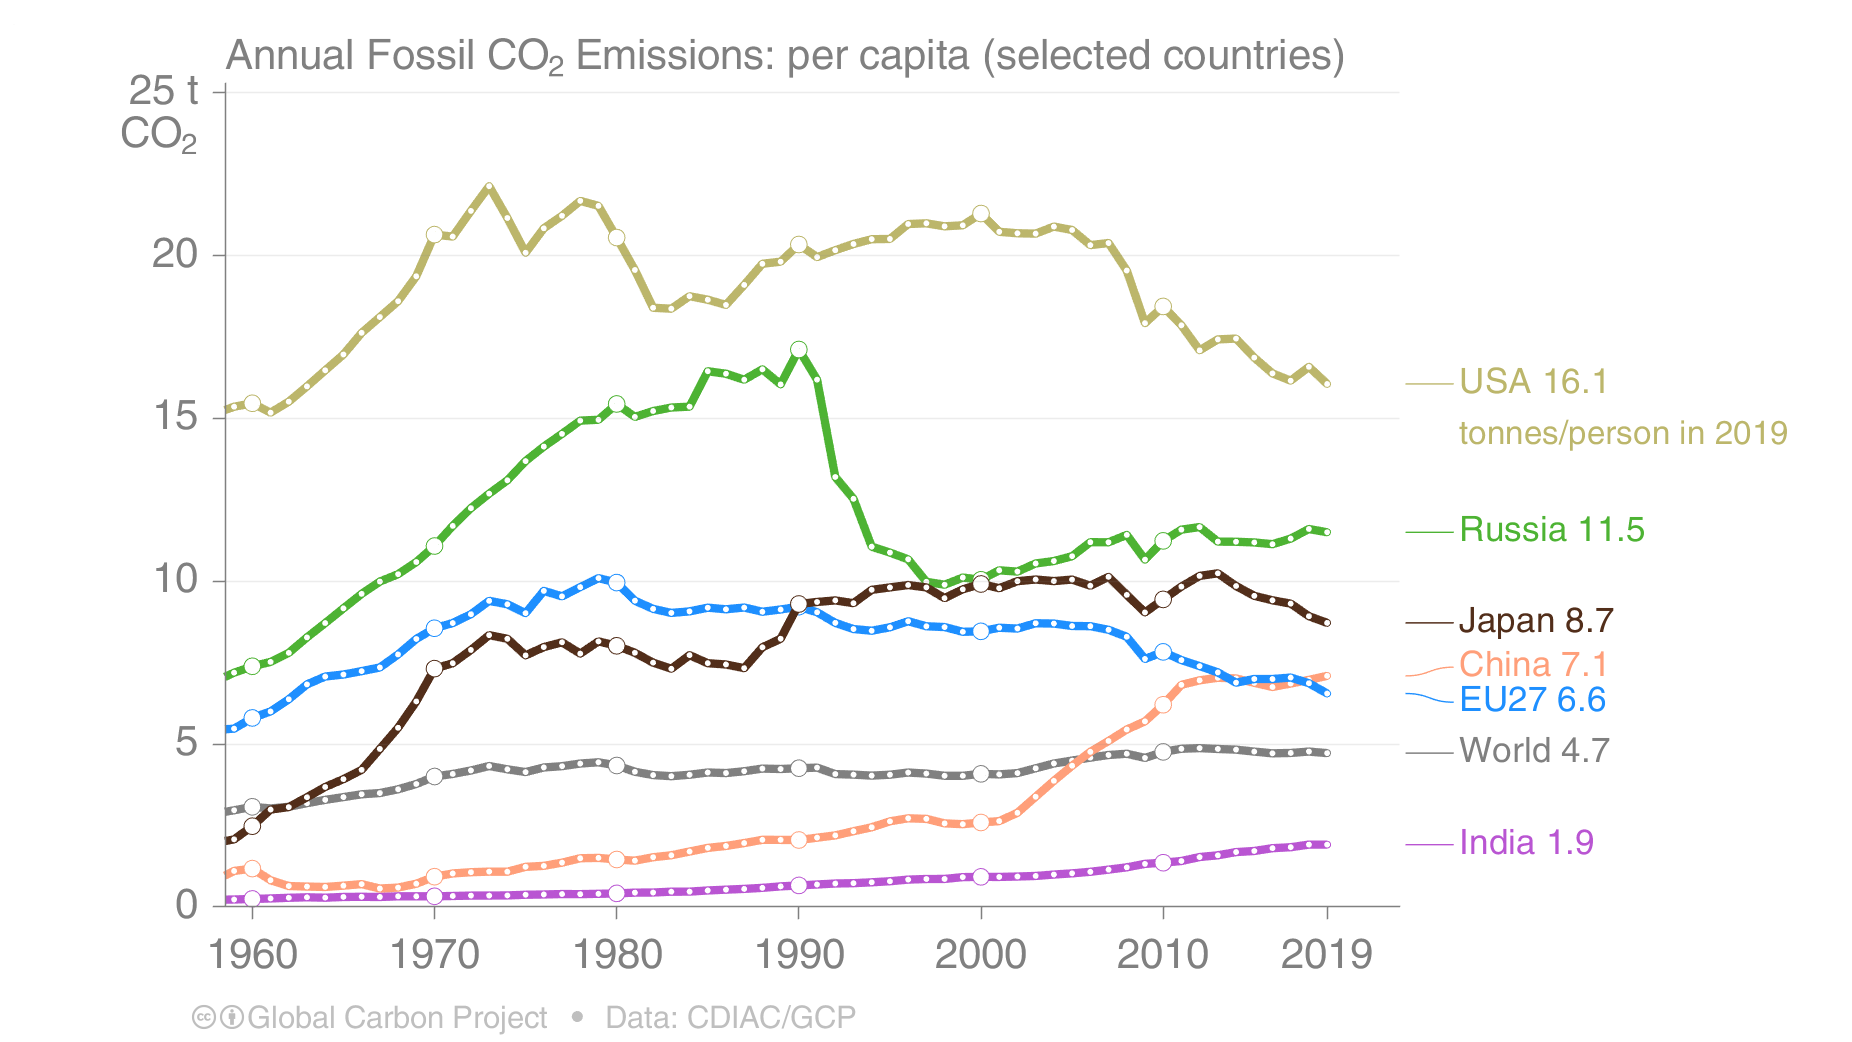 Annual Fossil CO₂ Emissions: per capita (selected countries)
25 t
CO₂
20
15
10
5
0
1960 1970 1980 1990 2000 2010 2019
USA 16.1
tonnes/person in 2019
Russia 11.5
Japan 8.7
China 7.1
EU27 6.6
World 4.7
India 1.9
cc Global Carbon Project • Data: CDIAC/GCP